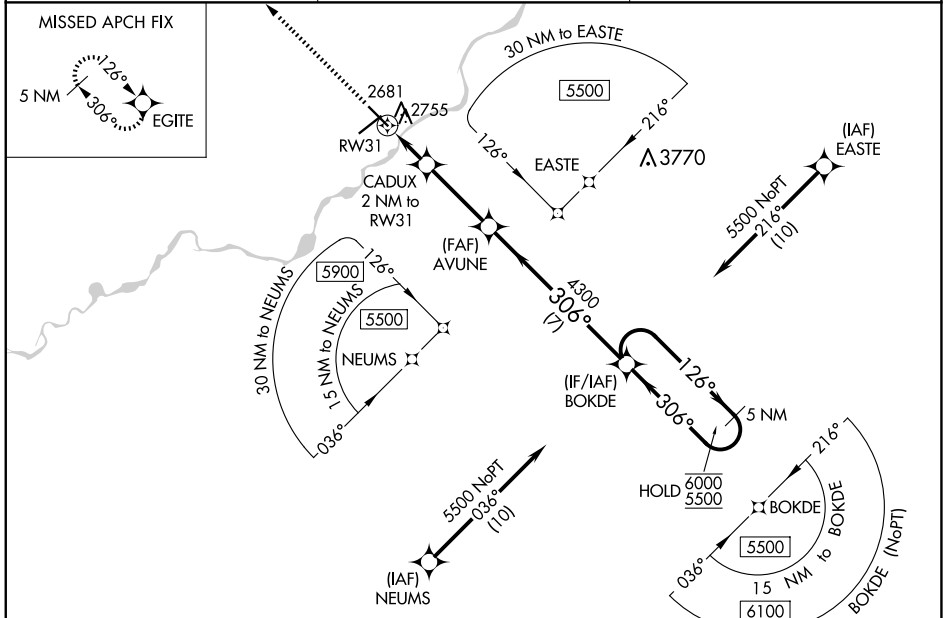 MISSED APCH FIX
5 NM
126°
306°
EGITE
2681
2755
RW31
CADUX
2 NM to
RW31
(FAF)
AVUNE
30 NM to EASTE
5500
126°
216°
EASTE
3770
(IAF)
EASTE
5500 NoPT
216°
(10)
30 NM to NEUMS
5900
126°
15 NM to NEUMS
5500
NEUMS
036°
4300
306°
(7)
(IF/IAF)
BOKDE
126°
306°
5 NM
HOLD
6000
5500
5500 NoPT
036°
(10)
(IAF)
NEUMS
216°
BOKDE
036°
5500
15 NM to BOKDE
6100
BOKDE (NoPT)